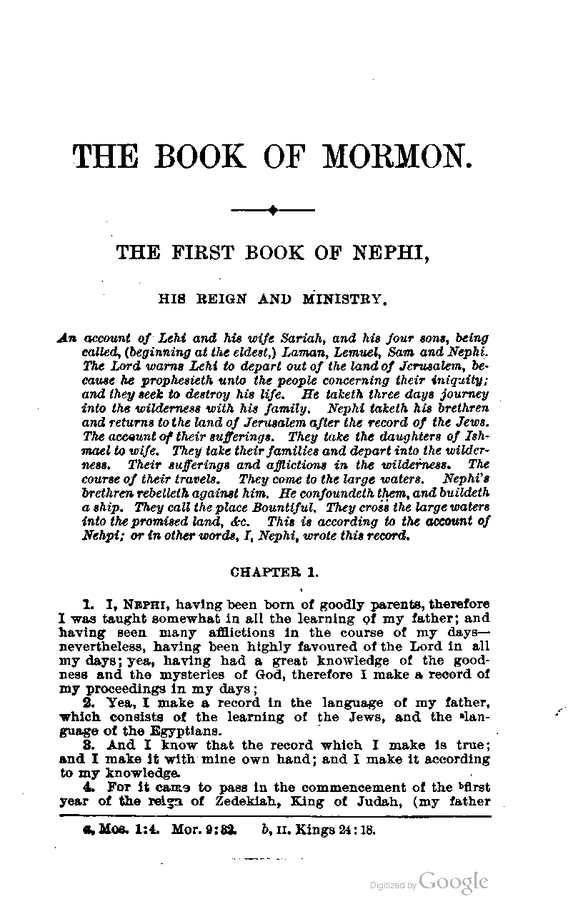 THE BOOK OF MORMON.
THE FIRST BOOK OF NEPHI,
HIS REIGN AND MINISTRY.
An account of Lehi and his wife Sariah, and his four sons, being
called, (beginning at the eldest,) Laman, Lemuel, Sam and Nephi.
The Lord warns Lehi to depart out of the land of Jerusalem, be-
cause he prophesieth unto the people concerning their iniquity;
and they seek to destroy his life. He taketh three days journey
into the wilderness with his family. Nephi taketh his brethren
and returns to the land of Jerusalem after the record of the Jews.
The account of their sufferings. They take the daughters of Ish-
mael to wife. They take their families and depart into the wilder-
ness. Their sufferings and afflictions in the wilderness. The
course of their travels. They come to the large waters. Nephi's
brethren rebelleth against him. He confoundeth them, and buildeth
a ship. They call the place Bountiful. They cross the large waters
into the promised land, &c. This is according to the account of
Nehpi; or in other words, I, Nephi, wrote this record.
CHAPTER 1.
1. I, NEPHI, having been born of goodly parents, therefore
I was taught somewhat in all the learning of my father; and
having seen many afflictions in the course of my days—
nevertheless, having been highly favoured of the Lord in all
my days; yea, having had a great knowledge of the good-
ness and the mysteries of God, therefore I make a record of
my proceedings in my days;
2. Yea, I make a record in the language of my father,
which consists of the learning of the Jews, and the ᵃlan-
guage of the Egyptians.
3. And I know that the record which I make is true;
and I make it with mine own hand; and I make it according
to my knowledge.
4. For it came to pass in the commencement of the ᵇfirst
year of the reign of Zedekiah, King of Judah, (my father
a, Mos. 1:4. Mor. 9:32. b, II. Kings 24:18.
Digitized by Google